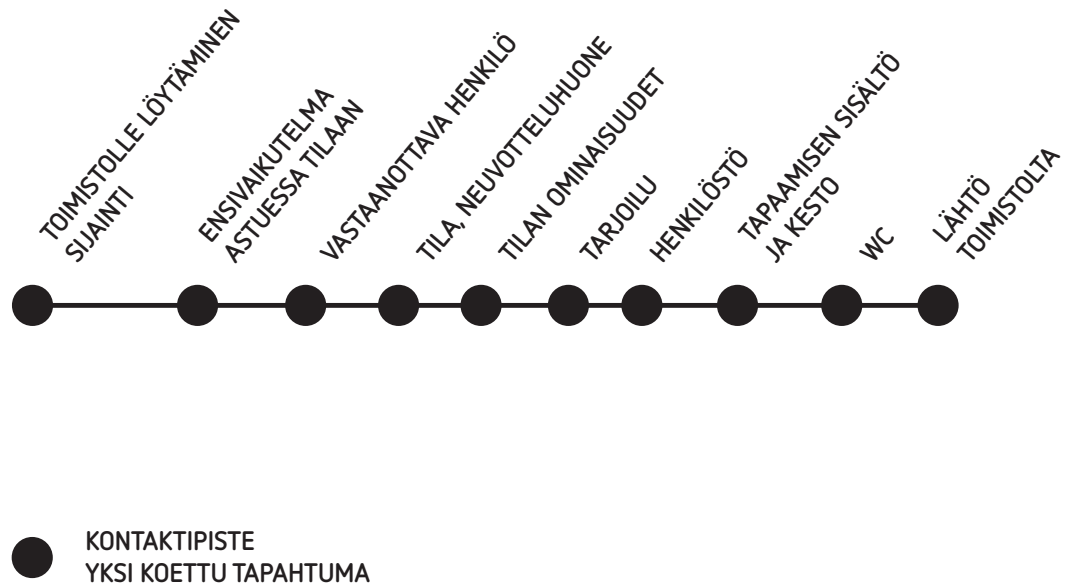 TOIMISTOLLE LÖYTÄMINEN
SIJAINTI
ENSIVAIKUTELMA
ASTUESSA TILAAN
VASTAANOTTAVA HENKILÖ
TILA, NEUVOTTELUHUONE
TILAN OMINAISUUDET
TARJOILU
HENKILÖSTÖ
TAPAAMISEN SISÄLTÖ
JA KESTO
WC
LÄHTÖ
TOIMISTOLTA
KONTAKTIPISTE
YKSI KOETTU TAPAHTUMA